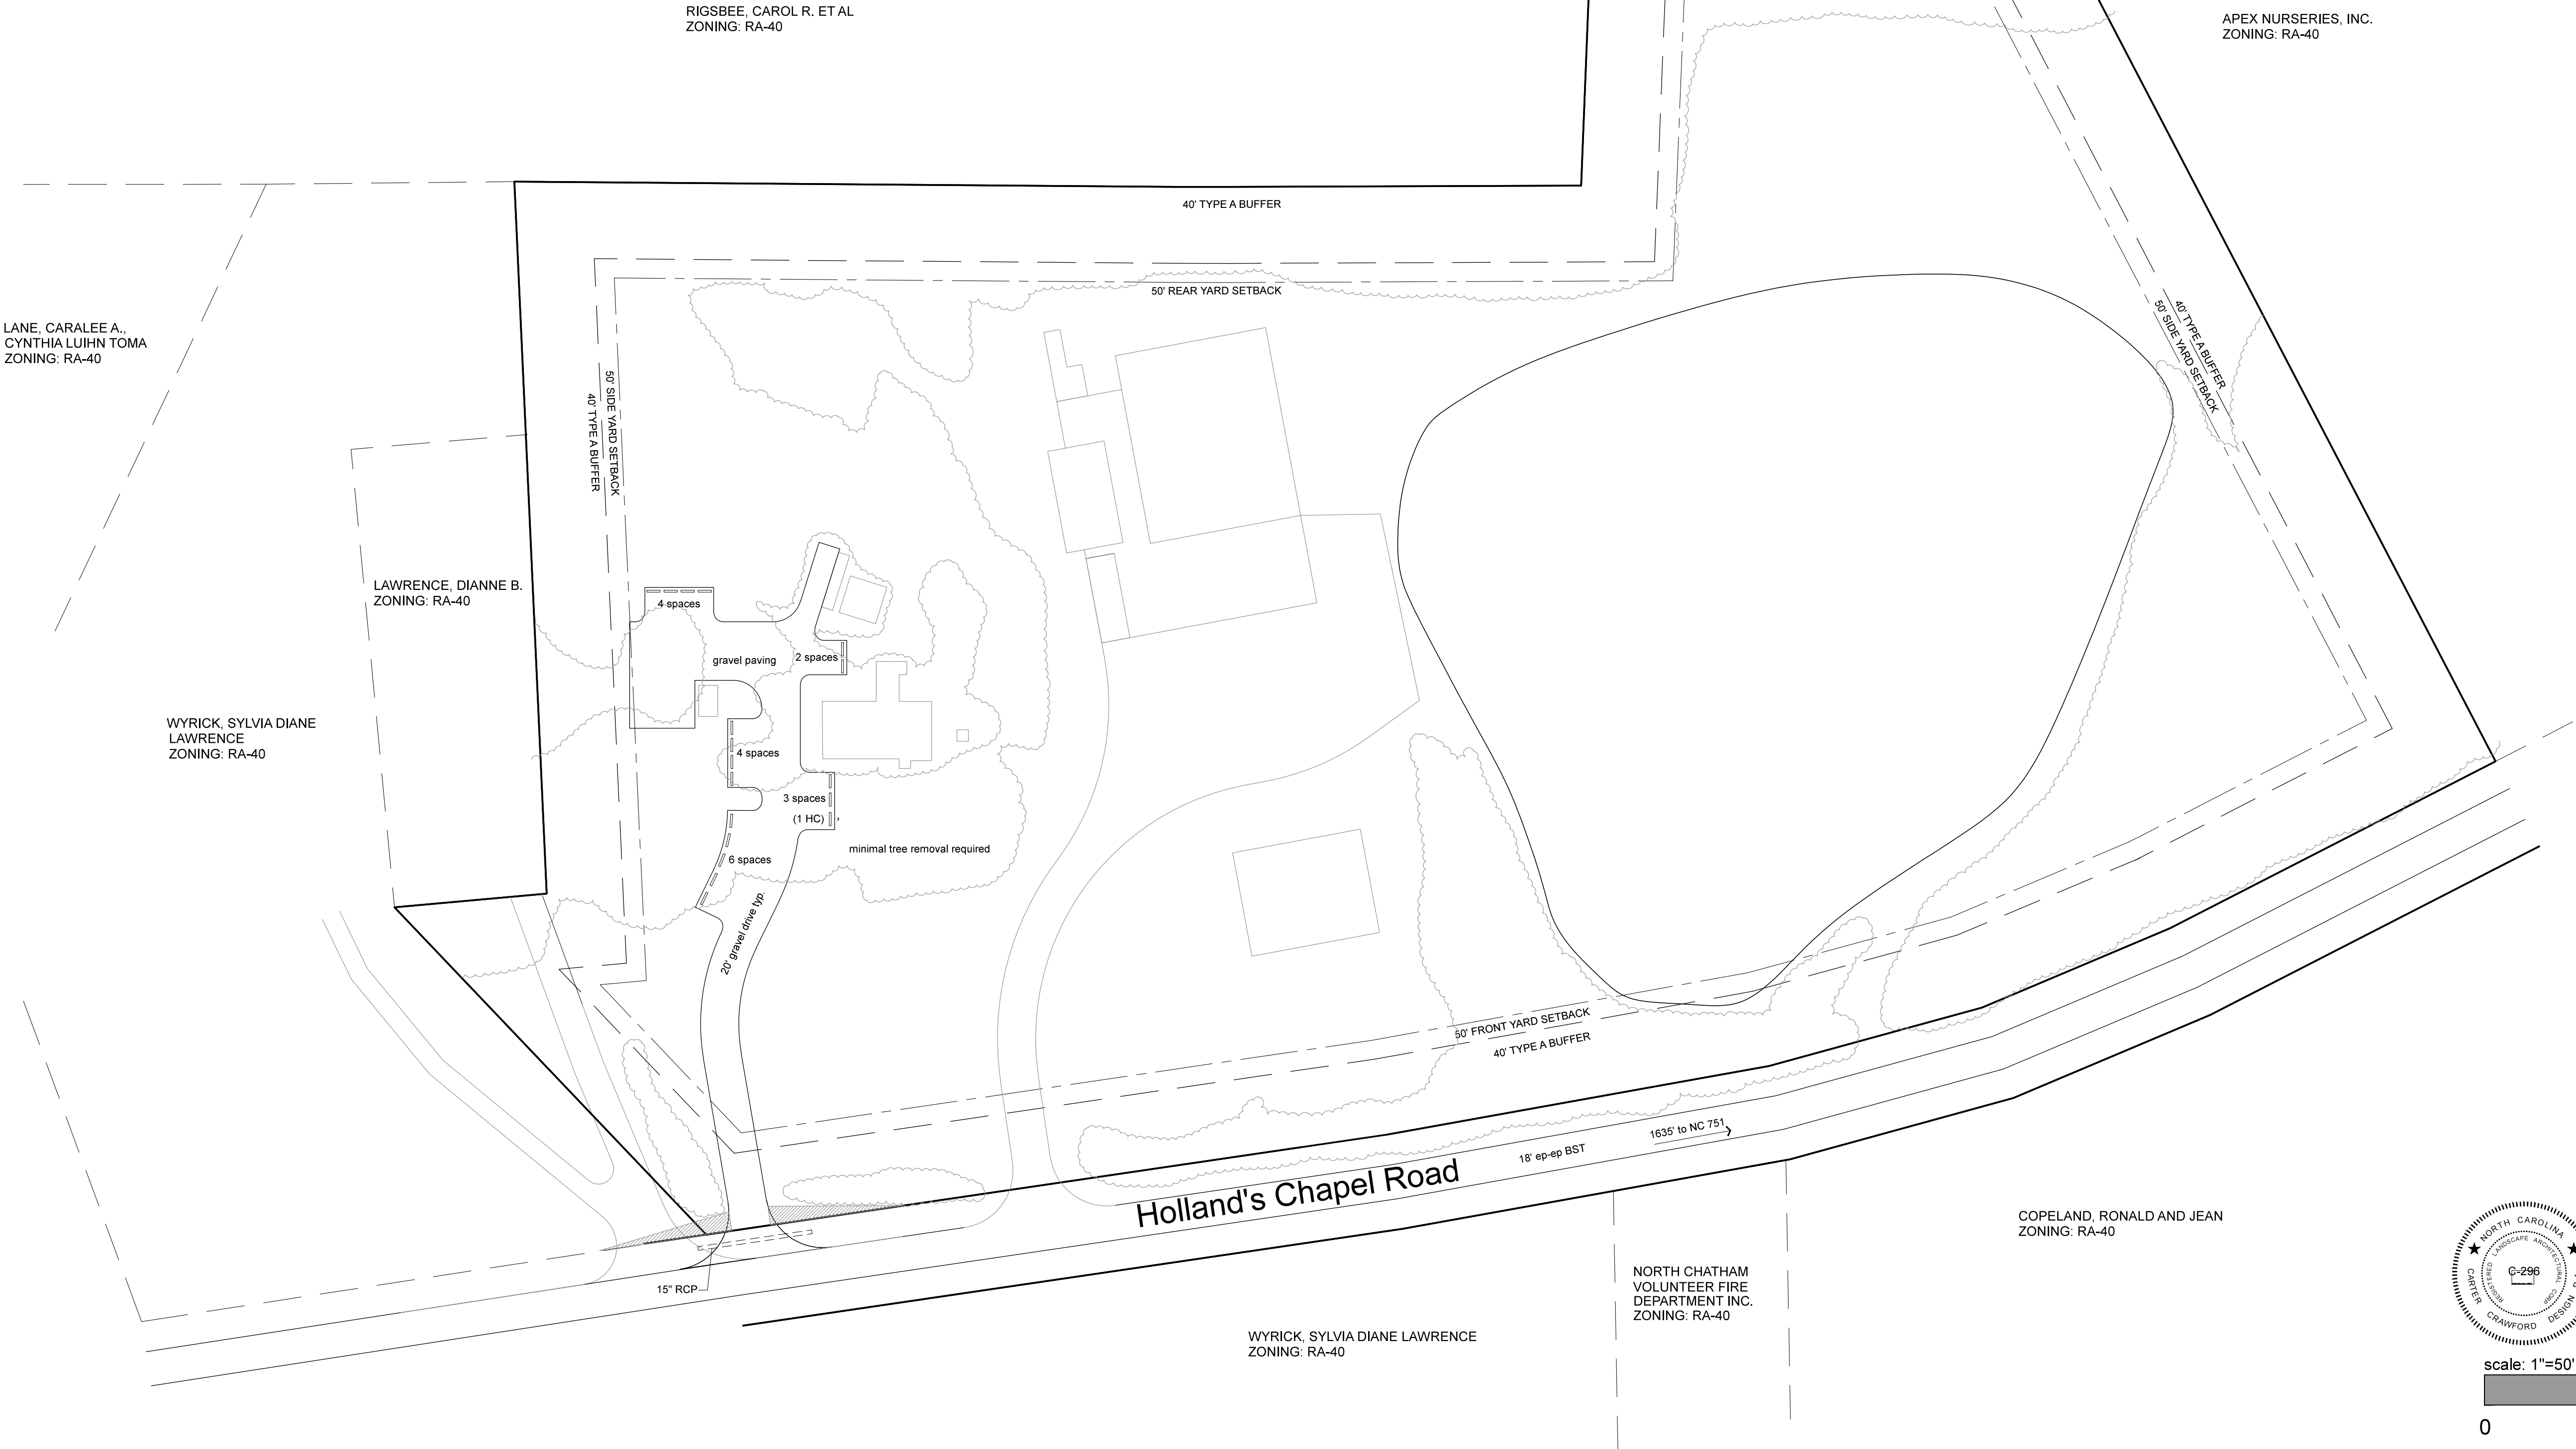 RIGSBEE, CAROL R. ET AL
ZONING: RA-40
APEX NURSERIES, INC.
ZONING: RA-40
40' TYPE A BUFFER
50' REAR YARD SETBACK
LANE, CARALEE A.,
CYNTHIA LUIHN TOMA
ZONING: RA-40
50' SIDE YARD SETBACK
40' TYPE A BUFFER
40' TYPE A BUFFER
50' SIDE YARD SETBACK
LAWRENCE, DIANNE B.
ZONING: RA-40
4 spaces
gravel paving
2 spaces
WYRICK, SYLVIA DIANE
LAWRENCE
ZONING: RA-40
4 spaces
3 spaces
(1 HC)
minimal tree removal required
6 spaces
20' gravel drive typ.
50' FRONT YARD SETBACK
40' TYPE A BUFFER
1635' to NC 751
18' ep-ep BST
Holland's Chapel Road
15" RCP
COPELAND, RONALD AND JEAN
ZONING: RA-40
NORTH CHATHAM
VOLUNTEER FIRE
DEPARTMENT INC.
ZONING: RA-40
WYRICK, SYLVIA DIANE LAWRENCE
ZONING: RA-40
NORTH CAROLINA
LANDSCAPE ARCHITECTURAL
CORP
REGISTERED
C-296
CARTER CRAWFORD DESIGN
scale: 1"=50'
0